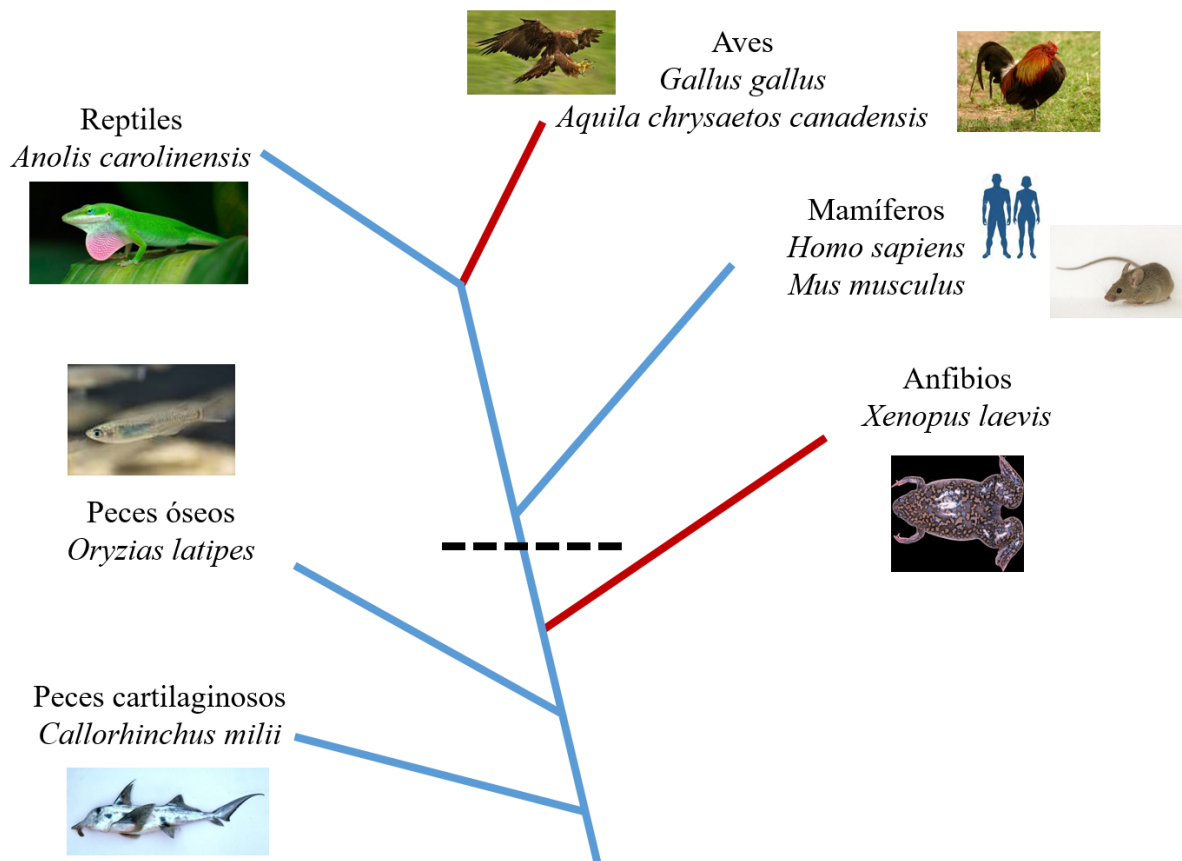 Aves
Gallus gallus
Aquila chrysaetos canadensis
Reptiles
Anolis carolinensis
Mamíferos
Homo sapiens
Mus musculus
Anfibios
Xenopus laevis
Peces óseos
Oryzias latipes
Peces cartilaginosos
Callorhinchus milii